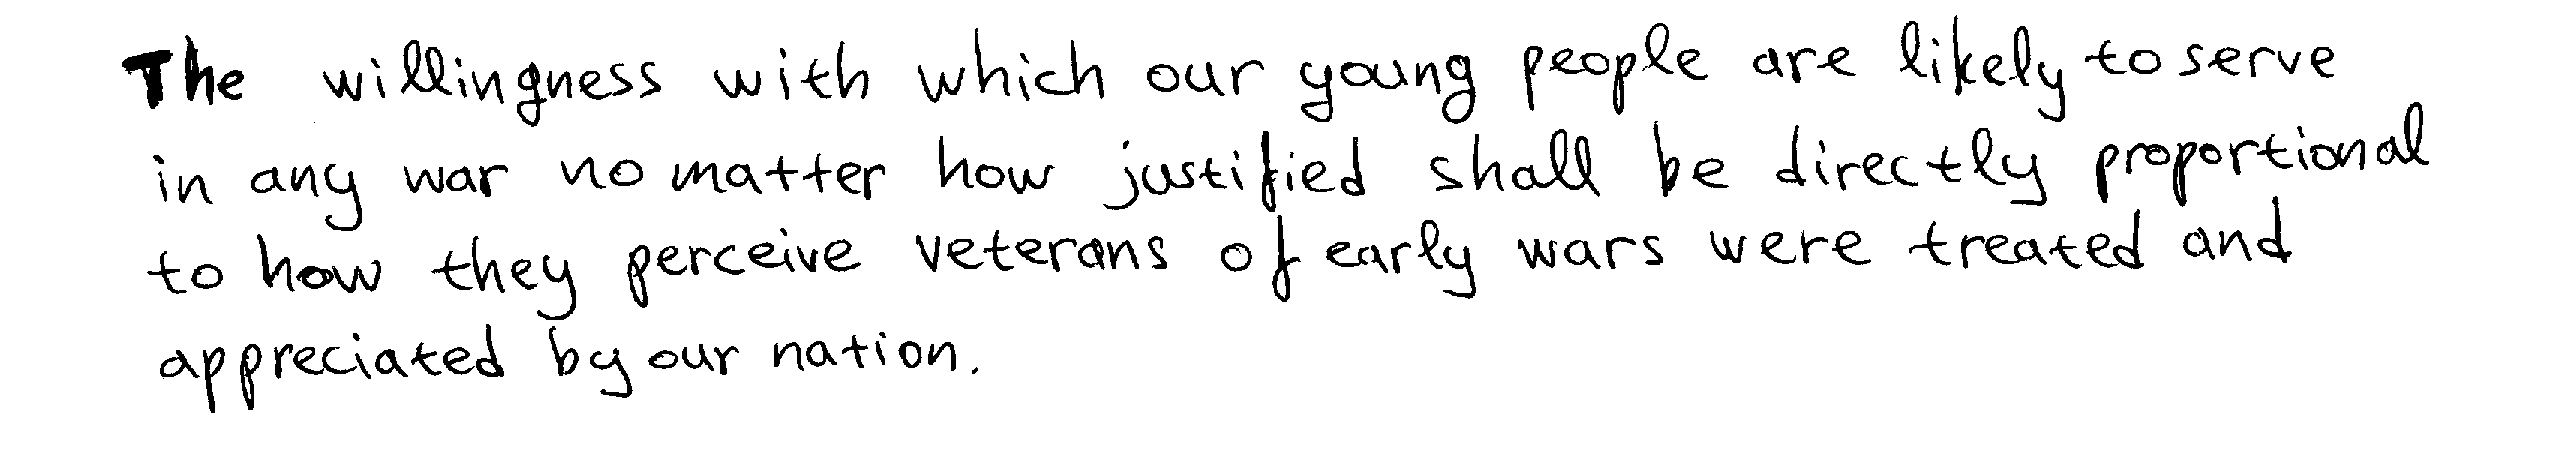 The willingness with which our young people are likely to serve
in any war no matter how justified shall be directly proportional
to how they perceive veterans of early wars were treated and
appreciated by our nation.